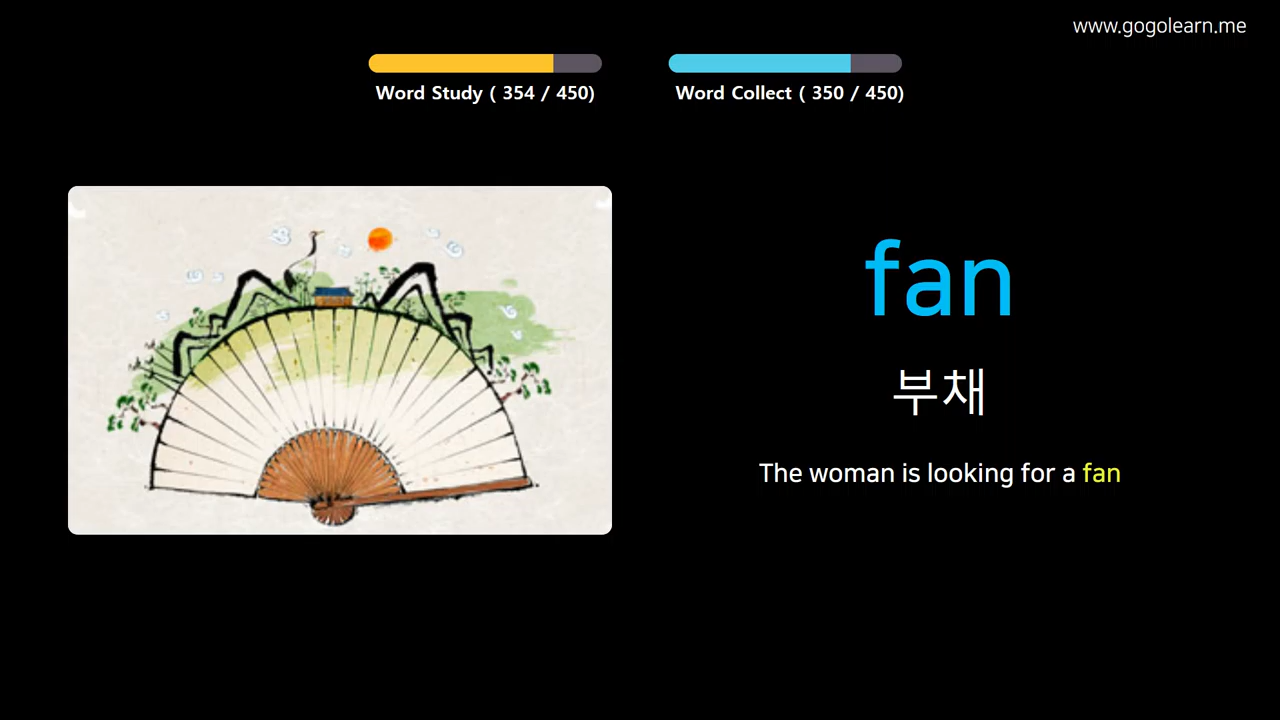 www.gogolearn.me
Word Study ( 354 / 450)
Word Collect ( 350 / 450)
fan
부채
The woman is looking for a fan